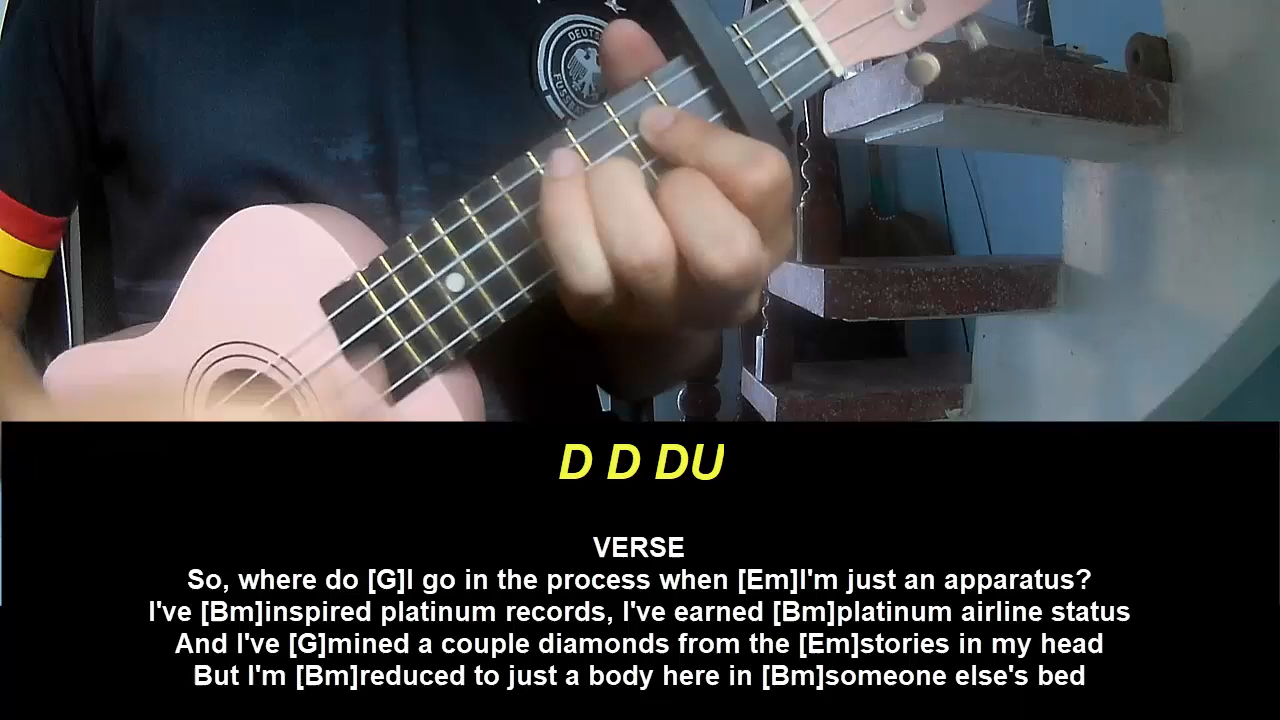 DEUTS
FUSS
D D DU
VERSE
So, where do [G]I go in the process when [Em]I'm just an apparatus?
I've [Bm]inspired platinum records, I've earned [Bm]platinum airline status
And I've [G]mined a couple diamonds from the [Em]stories in my head
But I'm [Bm]reduced to just a body here in [Bm]someone else's bed